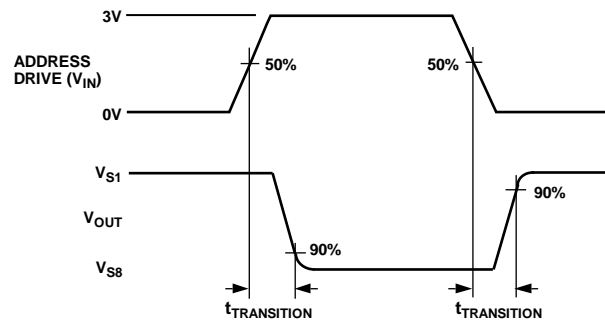 3V
ADDRESS
DRIVE (VIN)
50%
50%
0V
VS1
VOUT
90%
90%
VS8
tTRANSITION
tTRANSITION